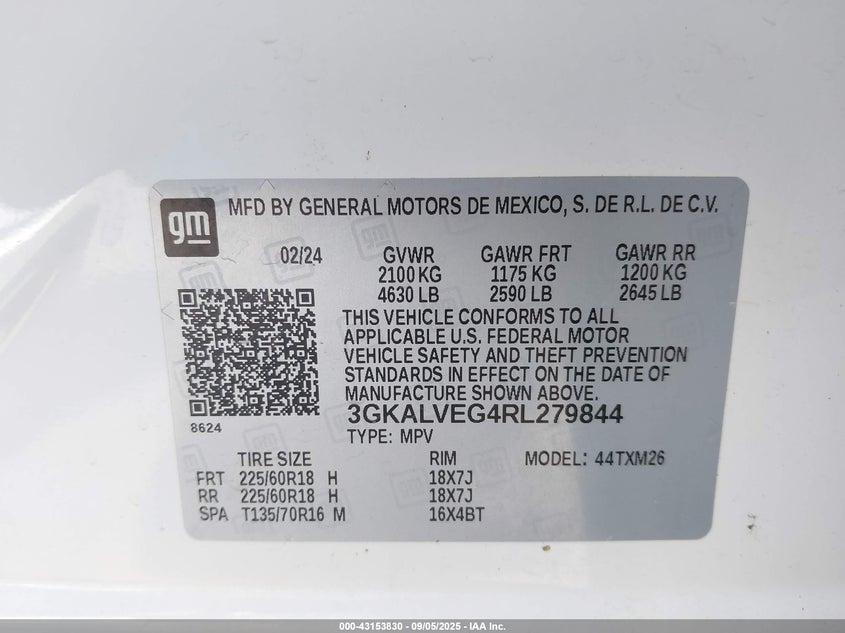 gm MFD BY GENERAL MOTORS DE MEXICO, S. DE R.L. DE C.V.
02/24 GVWR GAWR FRT GAWR RR
2100 KG 1175 KG 1200 KG
4630 LB 2590 LB 2645 LB
THIS VEHICLE CONFORMS TO ALL
APPLICABLE U.S. FEDERAL MOTOR
VEHICLE SAFETY AND THEFT PREVENTION
STANDARDS IN EFFECT ON THE DATE OF
MANUFACTURE SHOWN ABOVE.
3GKALVEG4RL279844
8624
TYPE: MPV
TIRE SIZE RIM MODEL: 44TXM26
FRT 225/60R18 H 18X7J
RR 225/60R18 H 18X7J
SPA T135/70R16 M 16X4BT
000-43153830 - 09/05/2025 - IAA Inc.